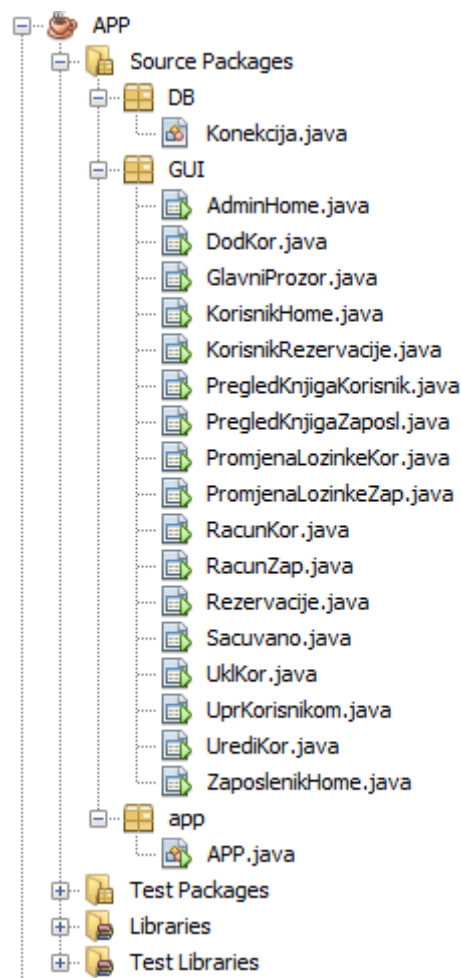 APP
Source Packages
DB
Konekcija.java
GUI
AdminHome.java
DodKor.java
GlavniProzor.java
KorisnikHome.java
KorisnikRezervacije.java
PregledKnjigaKorisnik.java
PregledKnjigaZaposl.java
PromjenaLozinkeKor.java
PromjenaLozinkeZap.java
RacunKor.java
RacunZap.java
Rezervacije.java
Sacuvano.java
UklKor.java
UprKorisnikom.java
UrediKor.java
ZaposlenikHome.java
app
APP.java
Test Packages
Libraries
Test Libraries